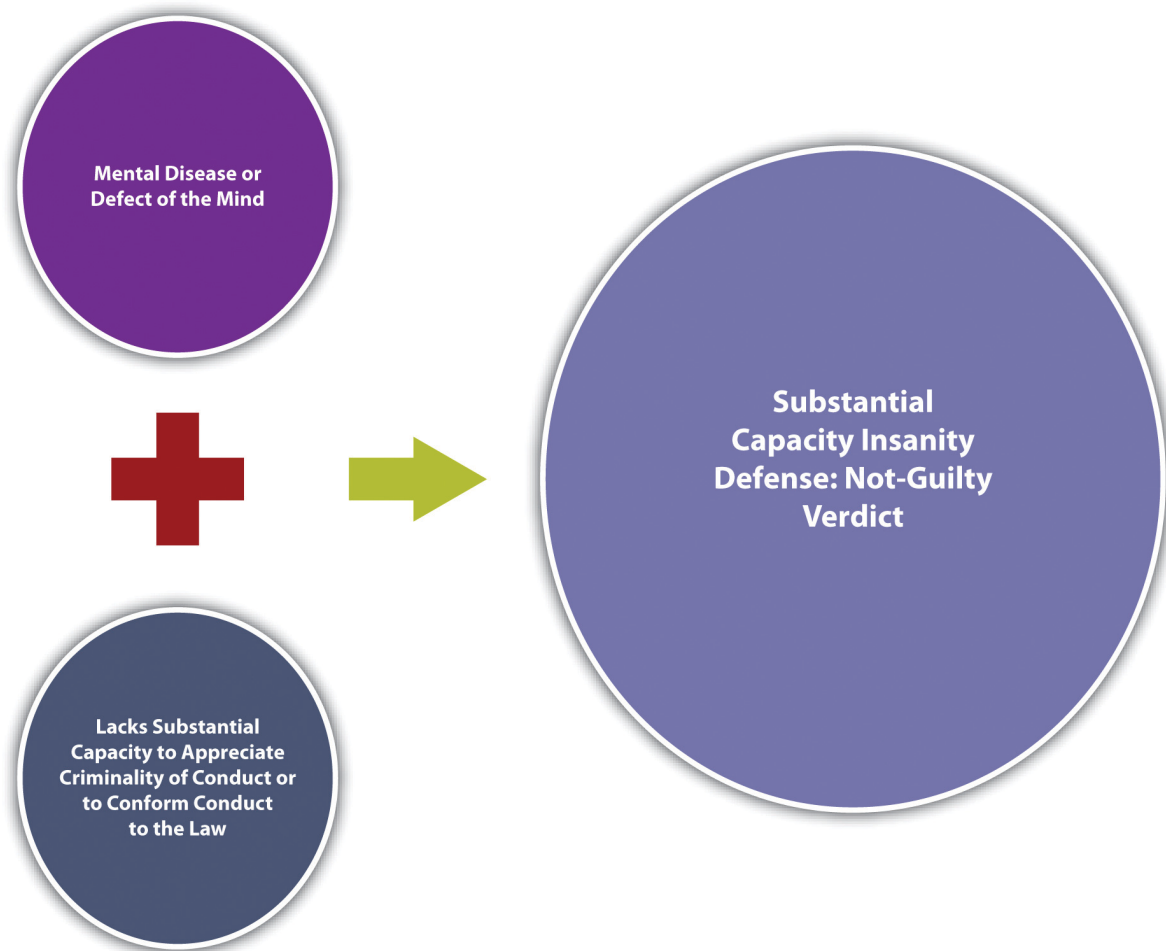 Mental Disease or
Defect of the Mind
Lacks Substantial
Capacity to Appreciate
Criminality of Conduct or
to Conform Conduct
to the Law
Substantial
Capacity Insanity
Defense: Not-Guilty
Verdict